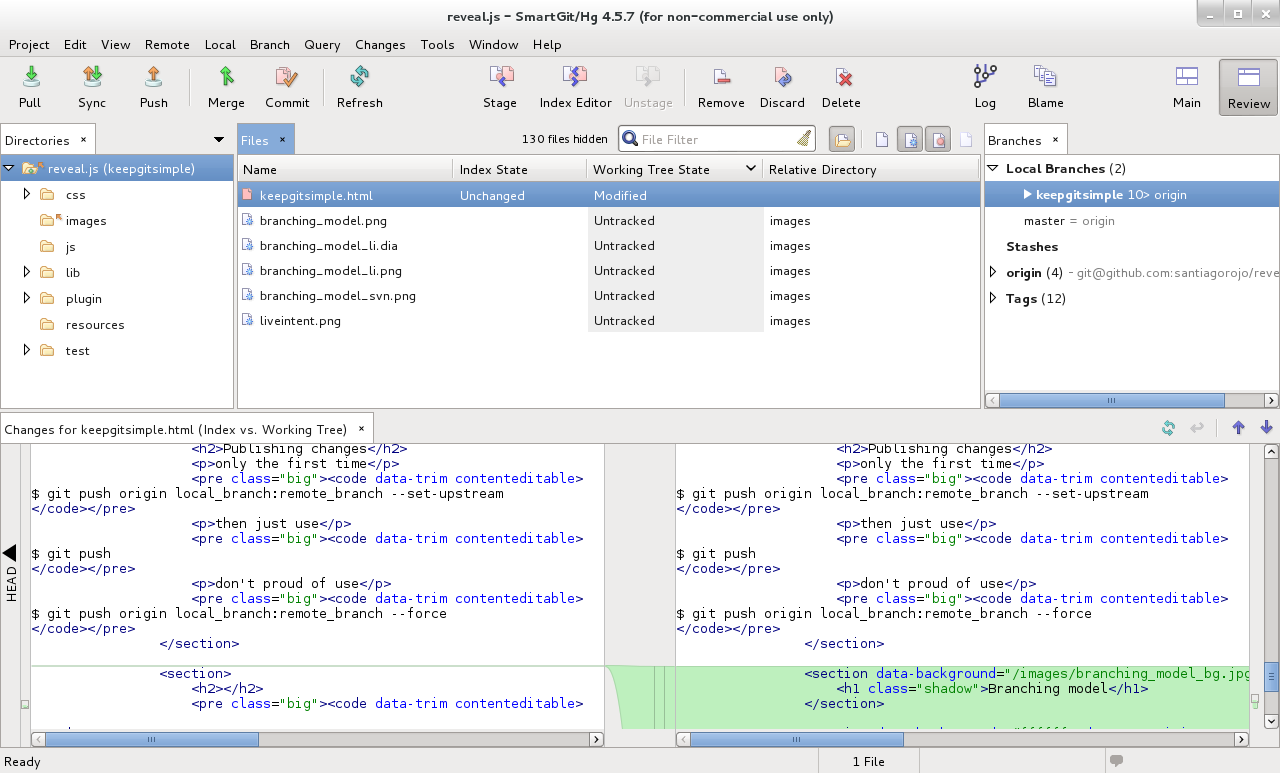 reveal.js - SmartGit/Hg 4.5.7 (for non-commercial use only)
Project Edit View Remote Local Branch Query Changes Tools Window Help
Pull Sync Push Merge Commit Refresh Stage Index Editor Unstage Remove Discard Delete Log Blame Main Review
Directories
reveal.js (keepgitsimple)
css
images
js
lib
plugin
resources
test
Files 130 files hidden File Filter
Name Index State Working Tree State Relative Directory
keepgitsimple.html Unchanged Modified
branching_model.png Untracked images
branching_model_li.dia Untracked images
branching_model_li.png Untracked images
branching_model_svn.png Untracked images
liveintent.png Untracked images
Branches
Local Branches (2)
keepgitsimple 10> origin
master = origin
Stashes
origin (4) - git@github.com:santiagorojo/reve
Tags (12)
Changes for keepgitsimple.html (Index vs. Working Tree)
HEAD
<h2>Publishing changes</h2>
<p>only the first time</p>
<pre class="big"><code data-trim contenteditable>
$ git push origin local_branch:remote_branch --set-upstream
</code></pre>
<p>then just use</p>
<pre class="big"><code data-trim contenteditable>
$ git push
</code></pre>
<p>don't proud of use</p>
<pre class="big"><code data-trim contenteditable>
$ git push origin local_branch:remote_branch --force
</code></pre>
</section>
<section>
<h2></h2>
<pre class="big"><code data-trim contenteditable>
<h2>Publishing changes</h2>
<p>only the first time</p>
<pre class="big"><code data-trim contenteditable>
$ git push origin local_branch:remote_branch --set-upstream
</code></pre>
<p>then just use</p>
<pre class="big"><code data-trim contenteditable>
$ git push
</code></pre>
<p>don't proud of use</p>
<pre class="big"><code data-trim contenteditable>
$ git push origin local_branch:remote_branch --force
</code></pre>
</section>
<section data-background="/images/branching_model_bg.jpg
<h1 class="shadow">Branching model</h1>
</section>
Ready 1 File